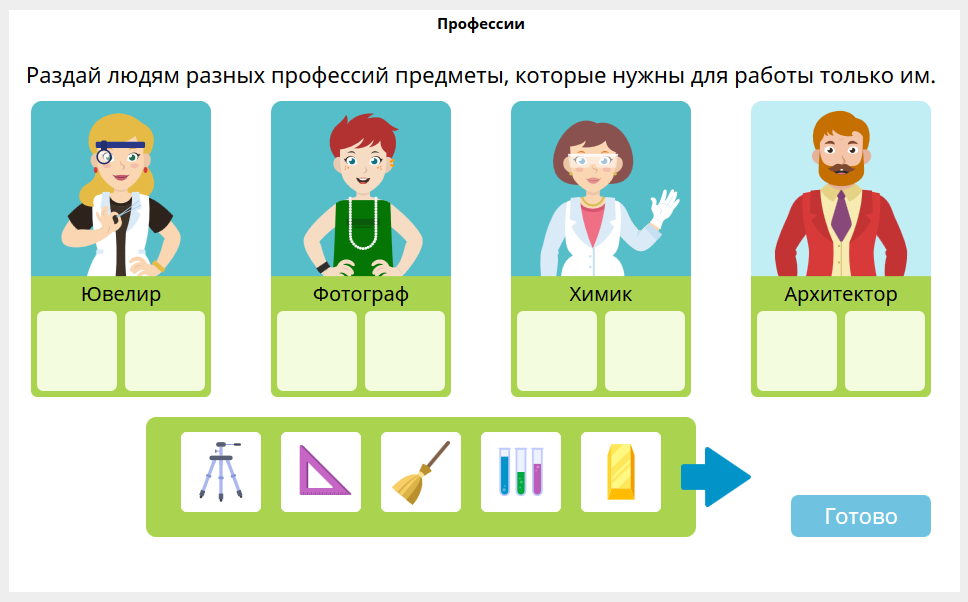 Профессии
Раздай людям разных профессий предметы, которые нужны для работы только им.
Ювелир
Фотограф
Химик
Архитектор
Готово